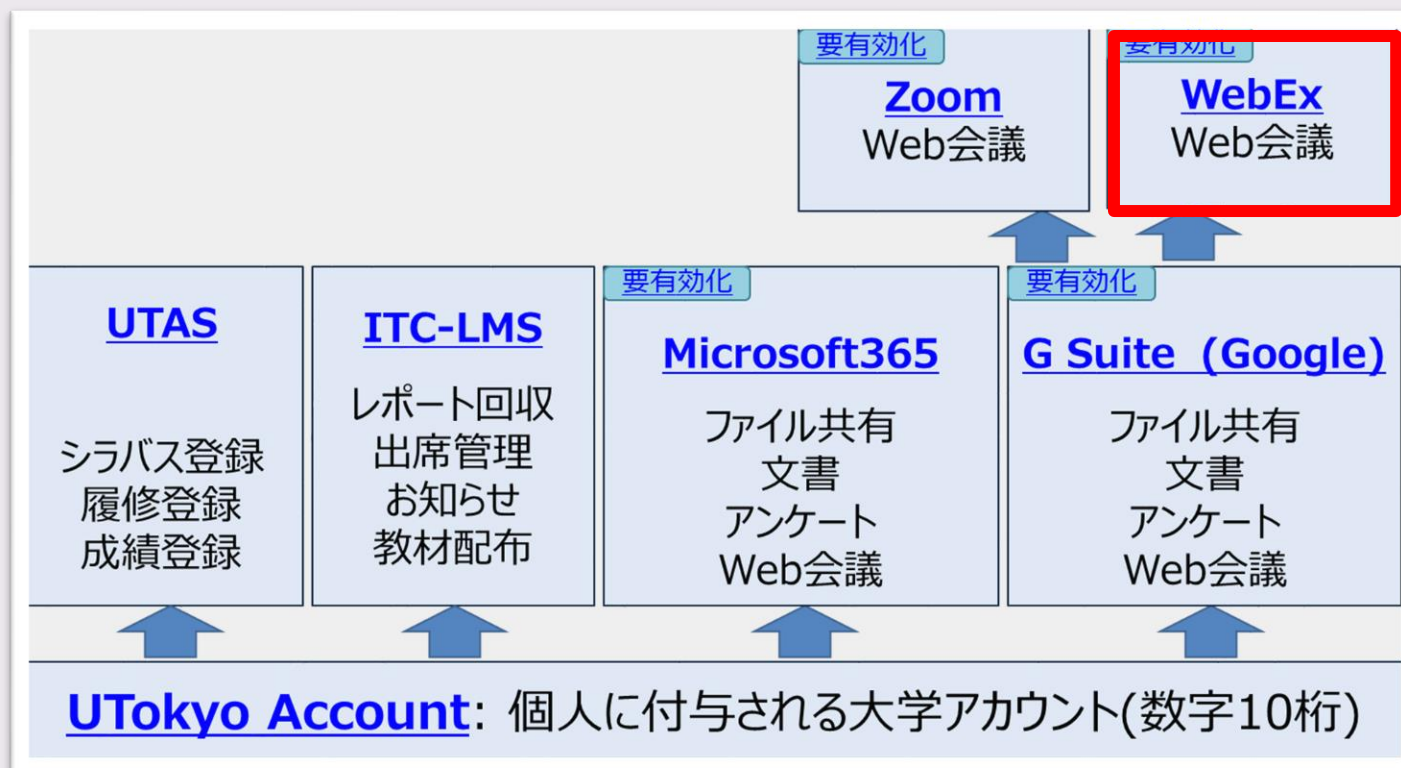 要有効化
Zoom
Web会議
要有効化
WebEx
Web会議
UTAS
シラバス登録
履修登録
成績登録
ITC-LMS
レポート回収
出席管理
お知らせ
教材配布
要有効化
Microsoft365
ファイル共有
文書
アンケート
Web会議
要有効化
G Suite (Google)
ファイル共有
文書
アンケート
Web会議
UTokyo Account: 個人に付与される大学アカウント(数字10桁)